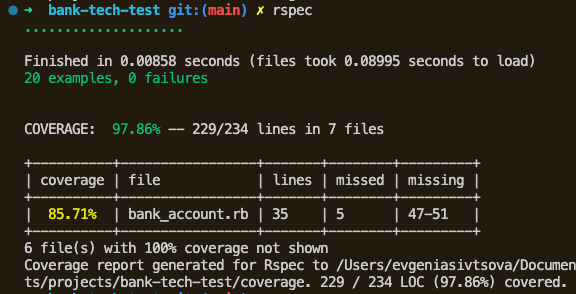 ➜ bank-tech-test git:(main) ✗ rspec
....................
Finished in 0.00858 seconds (files took 0.08995 seconds to load)
20 examples, 0 failures
COVERAGE:  97.86% -- 229/234 lines in 7 files
+----------+-----------------+-------+--------+---------+
| coverage | file            | lines | missed | missing |
+----------+-----------------+-------+--------+---------+
|  85.71%  | bank_account.rb | 35    | 5      | 47-51   |
+----------+-----------------+-------+--------+---------+
6 file(s) with 100% coverage not shown
Coverage report generated for Rspec to /Users/evgeniasivtsova/Documen
ts/projects/bank-tech-test/coverage. 229 / 234 LOC (97.86%) covered.